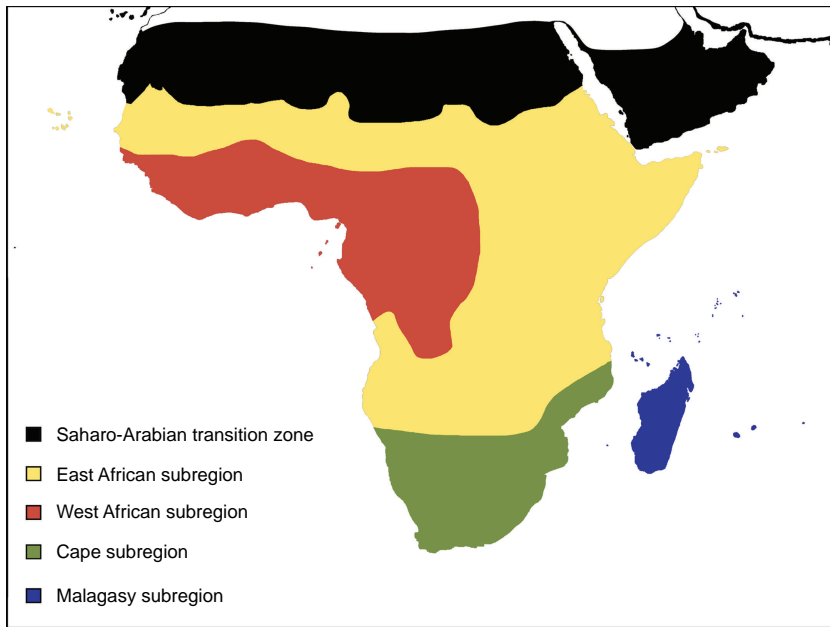 Saharo-Arabian transition zone
East African subregion
West African subregion
Cape subregion
Malagasy subregion